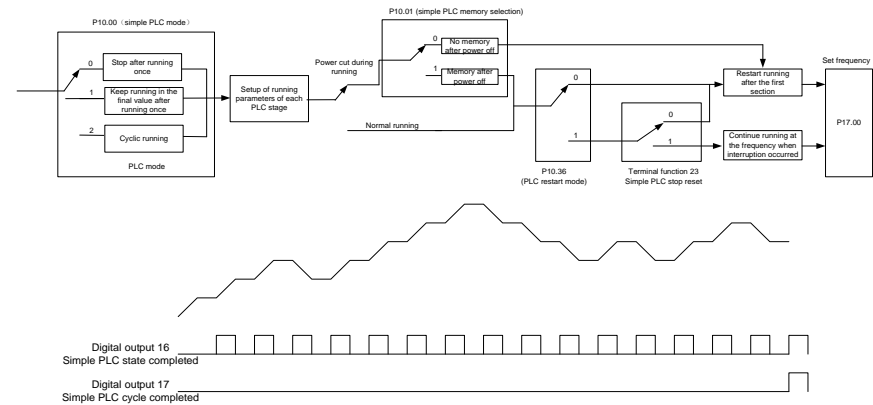 P10.00（simple PLC mode）
0
Stop after running
once
1
Keep running in the
final value after
running once
2
Cyclic running
PLC mode
Setup of running
parameters of each
PLC stage
Power cut during
running
Normal running
P10.01 (simple PLC memory selection)
0
No memory
after power off
1
Memory after
power off
0
1
P10.36
(PLC restart mode)
0
1
Terminal function 23
Simple PLC stop reset
Restart running
after the first
section
Continue running at
the frequency when
interruption occurred
Set frequency
P17.00
Digital output 16
Simple PLC state completed
Digital output 17
Simple PLC cycle completed